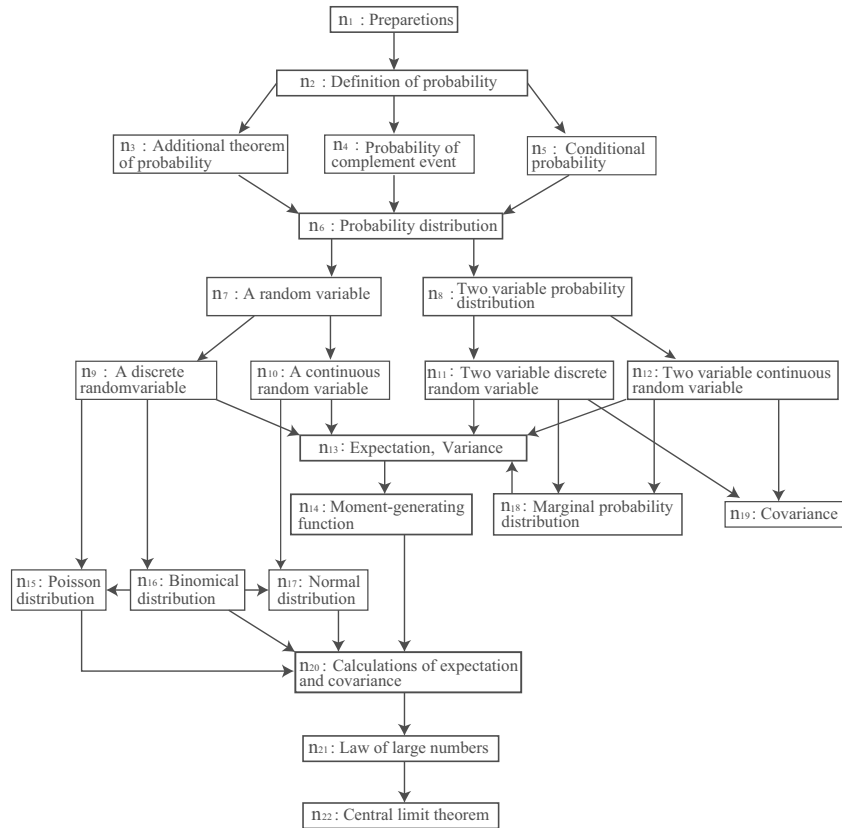 n1 : Preparetions
n2 : Definition of probability
n3 : Additional theorem
of probability
n4 : Probability of
complement event
n5 : Conditional
probability
n6 : Probability distribution
n7 : A random variable
n8 : Two variable probability
distribution
n9 : A discrete
randomvariable
n10 : A continuous
random variable
n11 : Two variable discrete
random variable
n12 : Two variable continuous
random variable
n13 : Expectation, Variance
n14 : Moment-generating
function
n18 : Marginal probability
distribution
n19 : Covariance
n15 : Poisson
distribution
n16 : Binomical
distribution
n17 : Normal
distribution
n20 : Calculations of expectation
and covariance
n21 : Law of large numbers
n22 : Central limit theorem